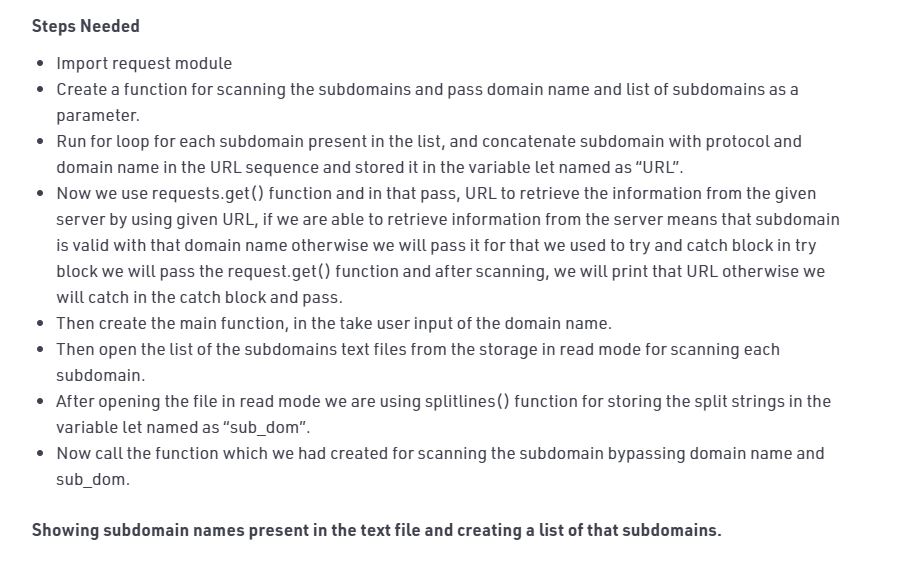 Steps Needed
• Import request module
• Create a function for scanning the subdomains and pass domain name and list of subdomains as a
parameter.
• Run for loop for each subdomain present in the list, and concatenate subdomain with protocol and
domain name in the URL sequence and stored it in the variable let named as “URL”.
• Now we use requests.get() function and in that pass, URL to retrieve the information from the given
server by using given URL, if we are able to retrieve information from the server means that subdomain
is valid with that domain name otherwise we will pass it for that we used to try and catch block in try
block we will pass the request.get() function and after scanning, we will print that URL otherwise we
will catch in the catch block and pass.
• Then create the main function, in the take user input of the domain name.
• Then open the list of the subdomains text files from the storage in read mode for scanning each
subdomain.
• After opening the file in read mode we are using splitlines() function for storing the split strings in the
variable let named as “sub_dom”.
• Now call the function which we had created for scanning the subdomain bypassing domain name and
sub_dom.
Showing subdomain names present in the text file and creating a list of that subdomains.